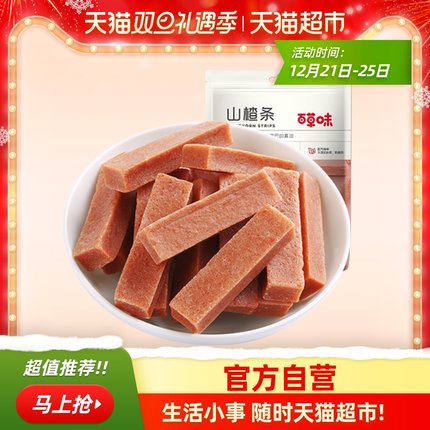 天猫双旦礼遇季 天猫超市
活动时间：
12月21日-25日
山楂条
HAWTHORN STRIPS
百草味
超值推荐!!
马上抢
官方自营
生活小事 随时天猫超市!